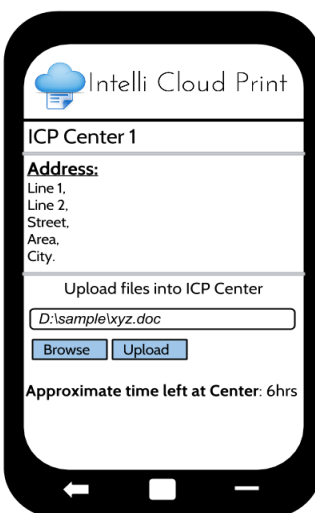 Intelli Cloud Print
ICP Center 1
Address:
Line 1,
Line 2,
Street,
Area,
City.
Upload files into ICP Center
D:\sample\xyz.doc
Browse Upload
Approximate time left at Center: 6hrs